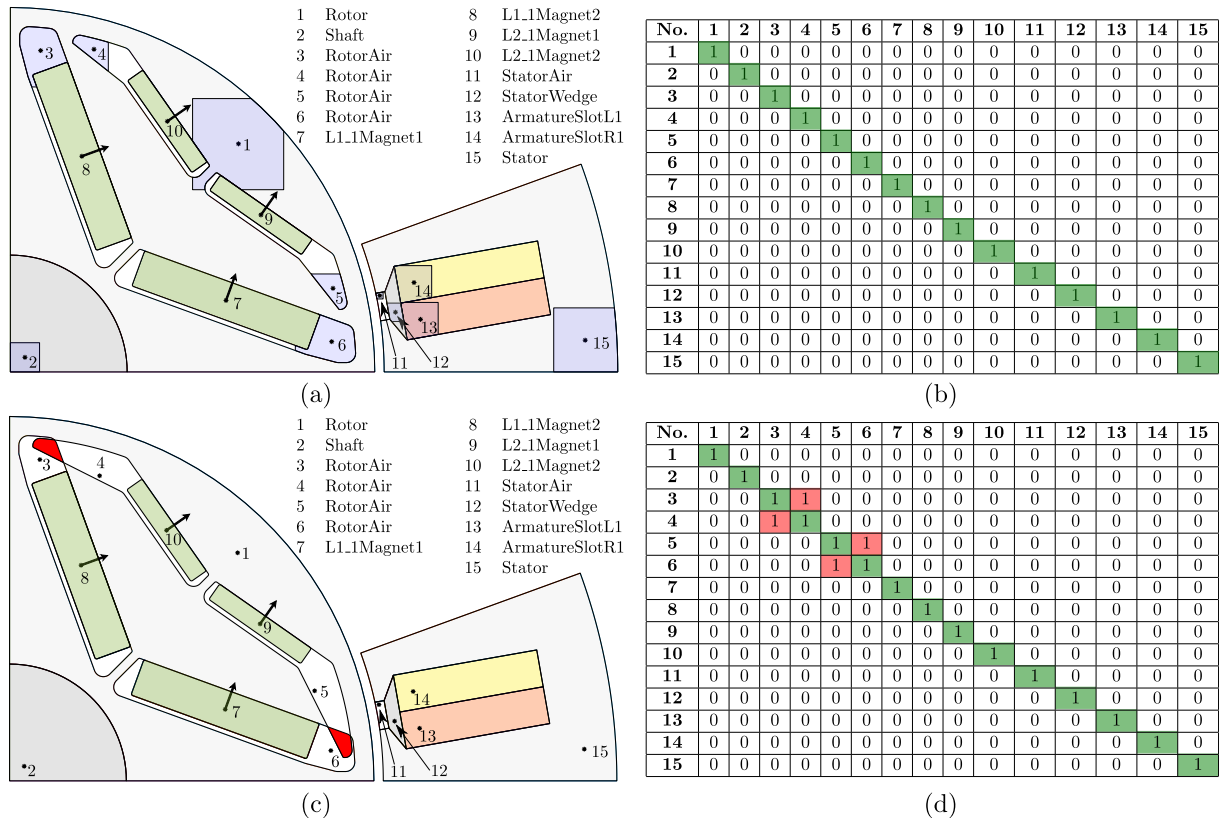 1 Rotor
2 Shaft
3 RotorAir
4 RotorAir
5 RotorAir
6 RotorAir
7 L1_1Magnet1
8 L1_1Magnet2
9 L2_1Magnet1
10 L2_1Magnet2
11 StatorAir
12 StatorWedge
13 ArmatureSlotL1
14 ArmatureSlotR1
15 Stator
3
4
10
1
8
9
5
14
7
13
6
15
2
11
12
(a)
No. 1 2 3 4 5 6 7 8 9 10 11 12 13 14 15
1 1 0 0 0 0 0 0 0 0 0 0 0 0 0 0
2 0 1 0 0 0 0 0 0 0 0 0 0 0 0 0
3 0 0 1 0 0 0 0 0 0 0 0 0 0 0 0
4 0 0 0 1 0 0 0 0 0 0 0 0 0 0 0
5 0 0 0 0 1 0 0 0 0 0 0 0 0 0 0
6 0 0 0 0 0 1 0 0 0 0 0 0 0 0 0
7 0 0 0 0 0 0 1 0 0 0 0 0 0 0 0
8 0 0 0 0 0 0 0 1 0 0 0 0 0 0 0
9 0 0 0 0 0 0 0 0 1 0 0 0 0 0 0
10 0 0 0 0 0 0 0 0 0 1 0 0 0 0 0
11 0 0 0 0 0 0 0 0 0 0 1 0 0 0 0
12 0 0 0 0 0 0 0 0 0 0 0 1 0 0 0
13 0 0 0 0 0 0 0 0 0 0 0 0 1 0 0
14 0 0 0 0 0 0 0 0 0 0 0 0 0 1 0
15 0 0 0 0 0 0 0 0 0 0 0 0 0 0 1
(b)
1 Rotor
2 Shaft
3 RotorAir
4 RotorAir
5 RotorAir
6 RotorAir
7 L1_1Magnet1
8 L1_1Magnet2
9 L2_1Magnet1
10 L2_1Magnet2
11 StatorAir
12 StatorWedge
13 ArmatureSlotL1
14 ArmatureSlotR1
15 Stator
3
4
10
1
8
9
5
14
7
13
6
15
2
11
12
(c)
No. 1 2 3 4 5 6 7 8 9 10 11 12 13 14 15
1 1 0 0 0 0 0 0 0 0 0 0 0 0 0 0
2 0 1 0 0 0 0 0 0 0 0 0 0 0 0 0
3 0 0 1 1 0 0 0 0 0 0 0 0 0 0 0
4 0 0 1 1 0 0 0 0 0 0 0 0 0 0 0
5 0 0 0 0 1 1 0 0 0 0 0 0 0 0 0
6 0 0 0 0 1 1 0 0 0 0 0 0 0 0 0
7 0 0 0 0 0 0 1 0 0 0 0 0 0 0 0
8 0 0 0 0 0 0 0 1 0 0 0 0 0 0 0
9 0 0 0 0 0 0 0 0 1 0 0 0 0 0 0
10 0 0 0 0 0 0 0 0 0 1 0 0 0 0 0
11 0 0 0 0 0 0 0 0 0 0 1 0 0 0 0
12 0 0 0 0 0 0 0 0 0 0 0 1 0 0 0
13 0 0 0 0 0 0 0 0 0 0 0 0 1 0 0
14 0 0 0 0 0 0 0 0 0 0 0 0 0 1 0
15 0 0 0 0 0 0 0 0 0 0 0 0 0 0 1
(d)